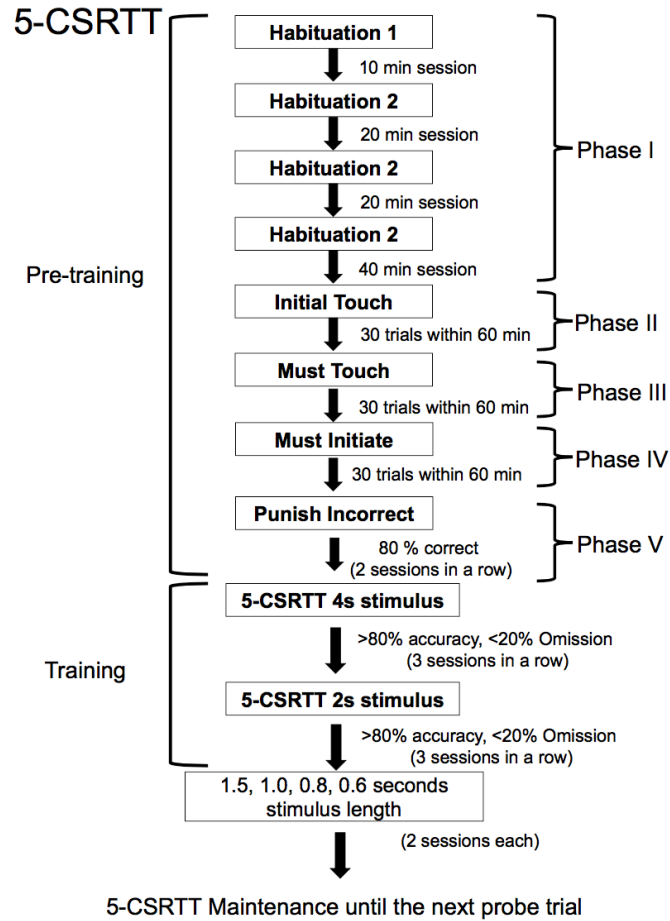 5-CSRTT
Habituation 1
10 min session
Habituation 2
20 min session
Habituation 2
20 min session
Habituation 2
40 min session
Phase I
Pre-training
Initial Touch
30 trials within 60 min
Phase II
Must Touch
30 trials within 60 min
Phase III
Must Initiate
30 trials within 60 min
Phase IV
Punish Incorrect
80 % correct
(2 sessions in a row)
Phase V
5-CSRTT 4s stimulus
>80% accuracy, <20% Omission
(3 sessions in a row)
Training
5-CSRTT 2s stimulus
>80% accuracy, <20% Omission
(3 sessions in a row)
1.5, 1.0, 0.8, 0.6 seconds
stimulus length
(2 sessions each)
5-CSRTT Maintenance until the next probe trial